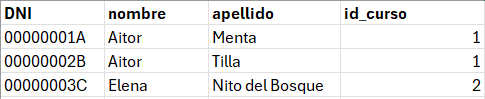 DNI nombre apellido id_curso
00000001A Aitor Menta 1
00000002B Aitor Tilla 1
00000003C Elena Nito del Bosque 2